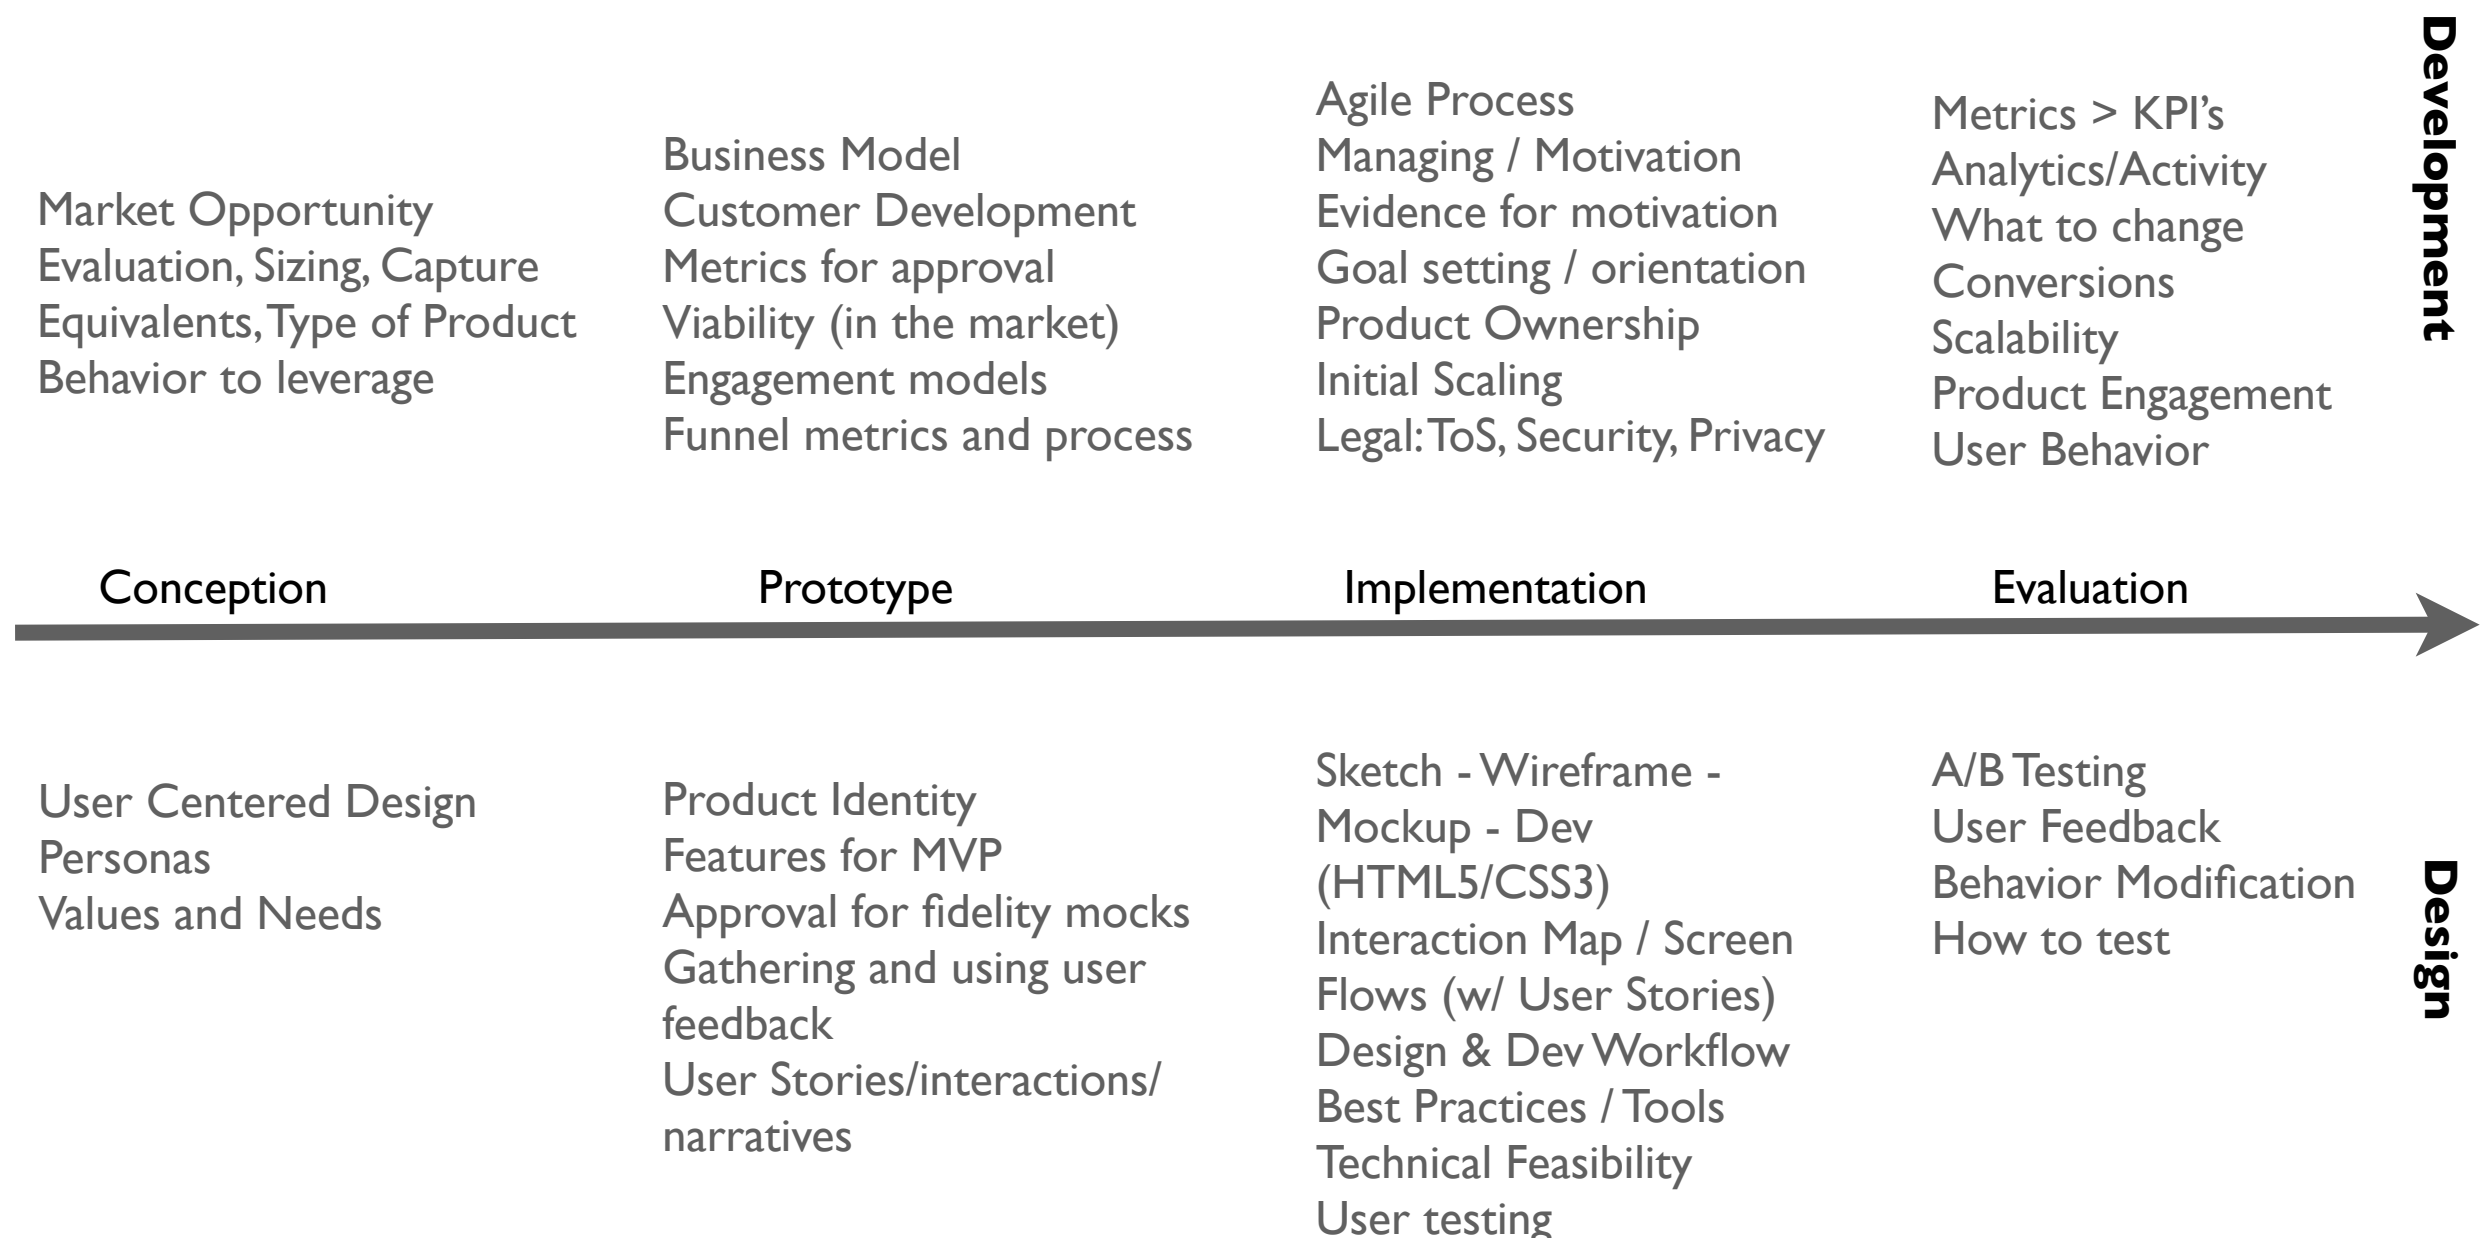 Development
Market Opportunity
Evaluation, Sizing, Capture
Equivalents, Type of Product
Behavior to leverage
Business Model
Customer Development
Metrics for approval
Viability (in the market)
Engagement models
Funnel metrics and process
Agile Process
Managing / Motivation
Evidence for motivation
Goal setting / orientation
Product Ownership
Initial Scaling
Legal: ToS, Security, Privacy
Metrics > KPI’s
Analytics/Activity
What to change
Conversions
Scalability
Product Engagement
User Behavior
Conception
Prototype
Implementation
Evaluation
User Centered Design
Personas
Values and Needs
Product Identity
Features for MVP
Approval for fidelity mocks
Gathering and using user
feedback
User Stories/interactions/
narratives
Sketch - Wireframe -
Mockup - Dev
(HTML5/CSS3)
Interaction Map / Screen
Flows (w/ User Stories)
Design & Dev Workflow
Best Practices / Tools
Technical Feasibility
User testing
A/B Testing
User Feedback
Behavior Modification
How to test
Design